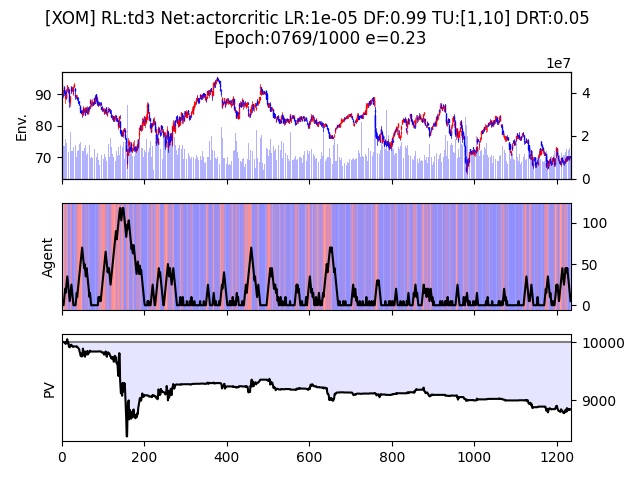 [XOM] RL:td3 Net:actorcritic LR:1e-05 DF:0.99 TU:[1,10] DRT:0.05
Epoch:0769/1000 e=0.23
1e7
Env.
90
80
70
4
2
0
Agent
100
50
0
PV
10000
9000
0 200 400 600 800 1000 1200